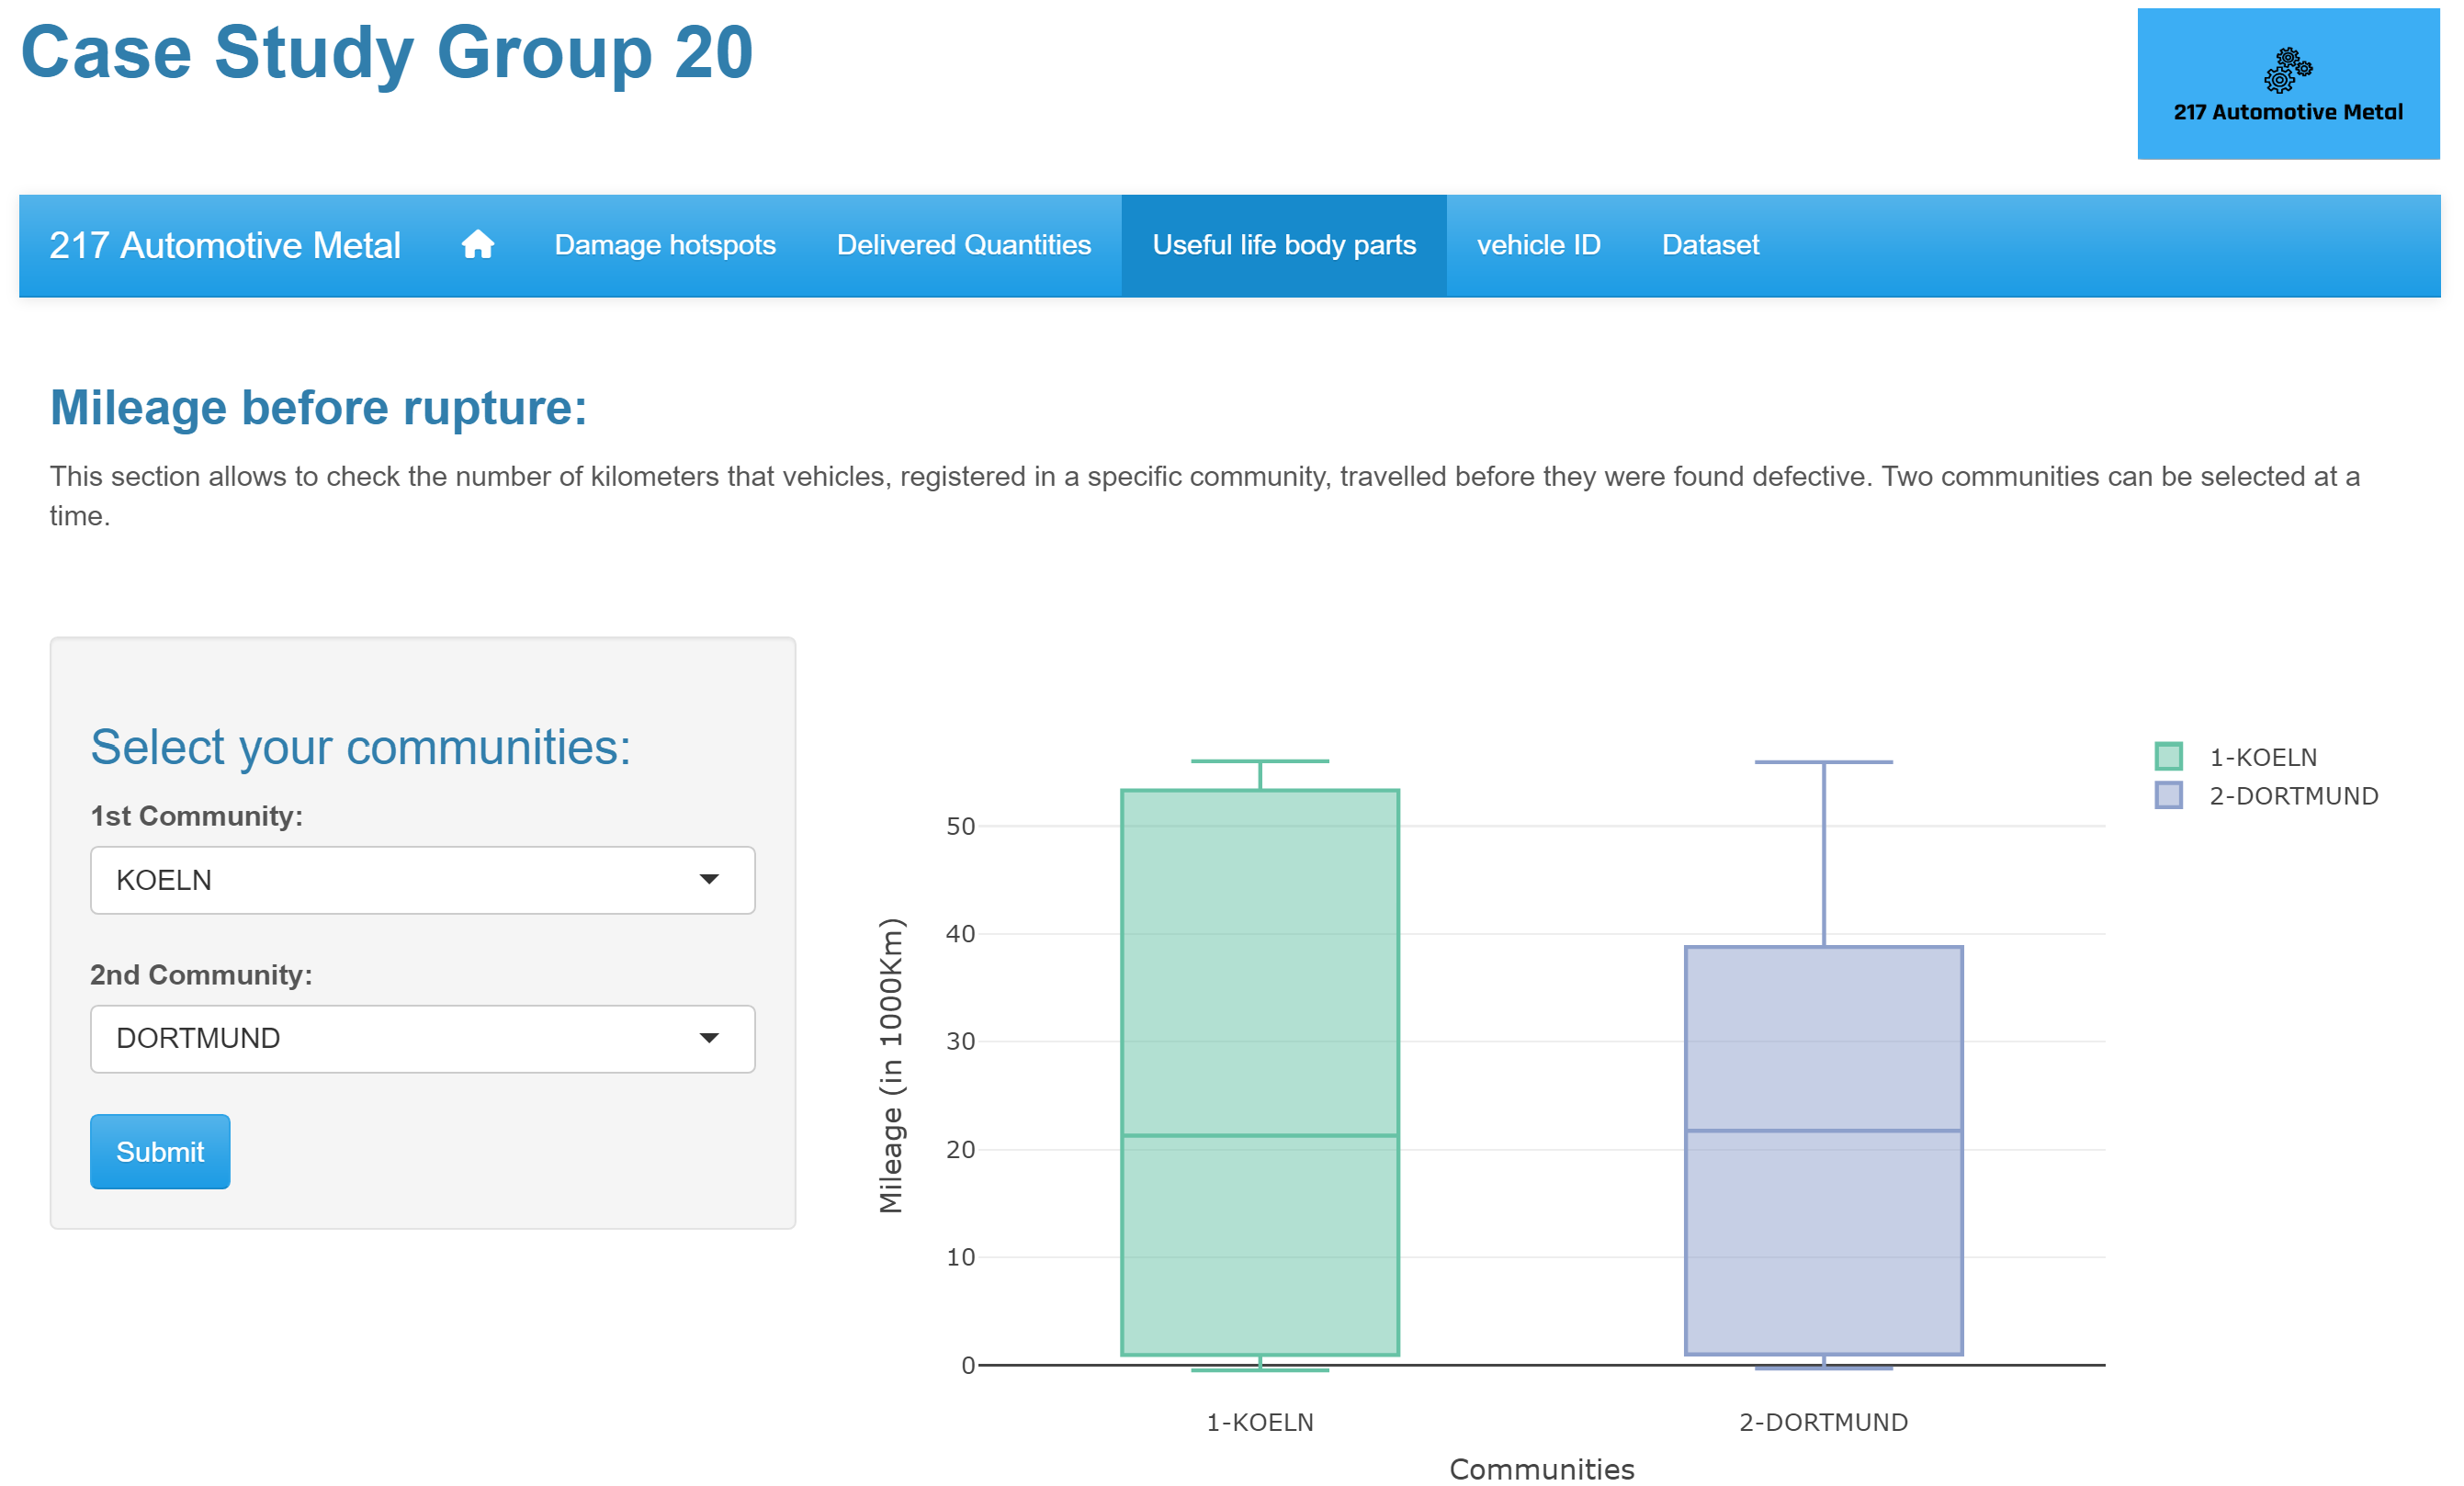 Case Study Group 20
217 Automotive Metal
217 Automotive Metal
Damage hotspots
Delivered Quantities
Useful life body parts
vehicle ID
Dataset
Mileage before rupture:
This section allows to check the number of kilometers that vehicles, registered in a specific community, travelled before they were found defective. Two communities can be selected at a
time.
Select your communities:
1st Community:
KOELN
2nd Community:
DORTMUND
Submit
Mileage (in 1000Km)
50
40
30
20
10
0
1-KOELN
2-DORTMUND
Communities
1-KOELN
2-DORTMUND